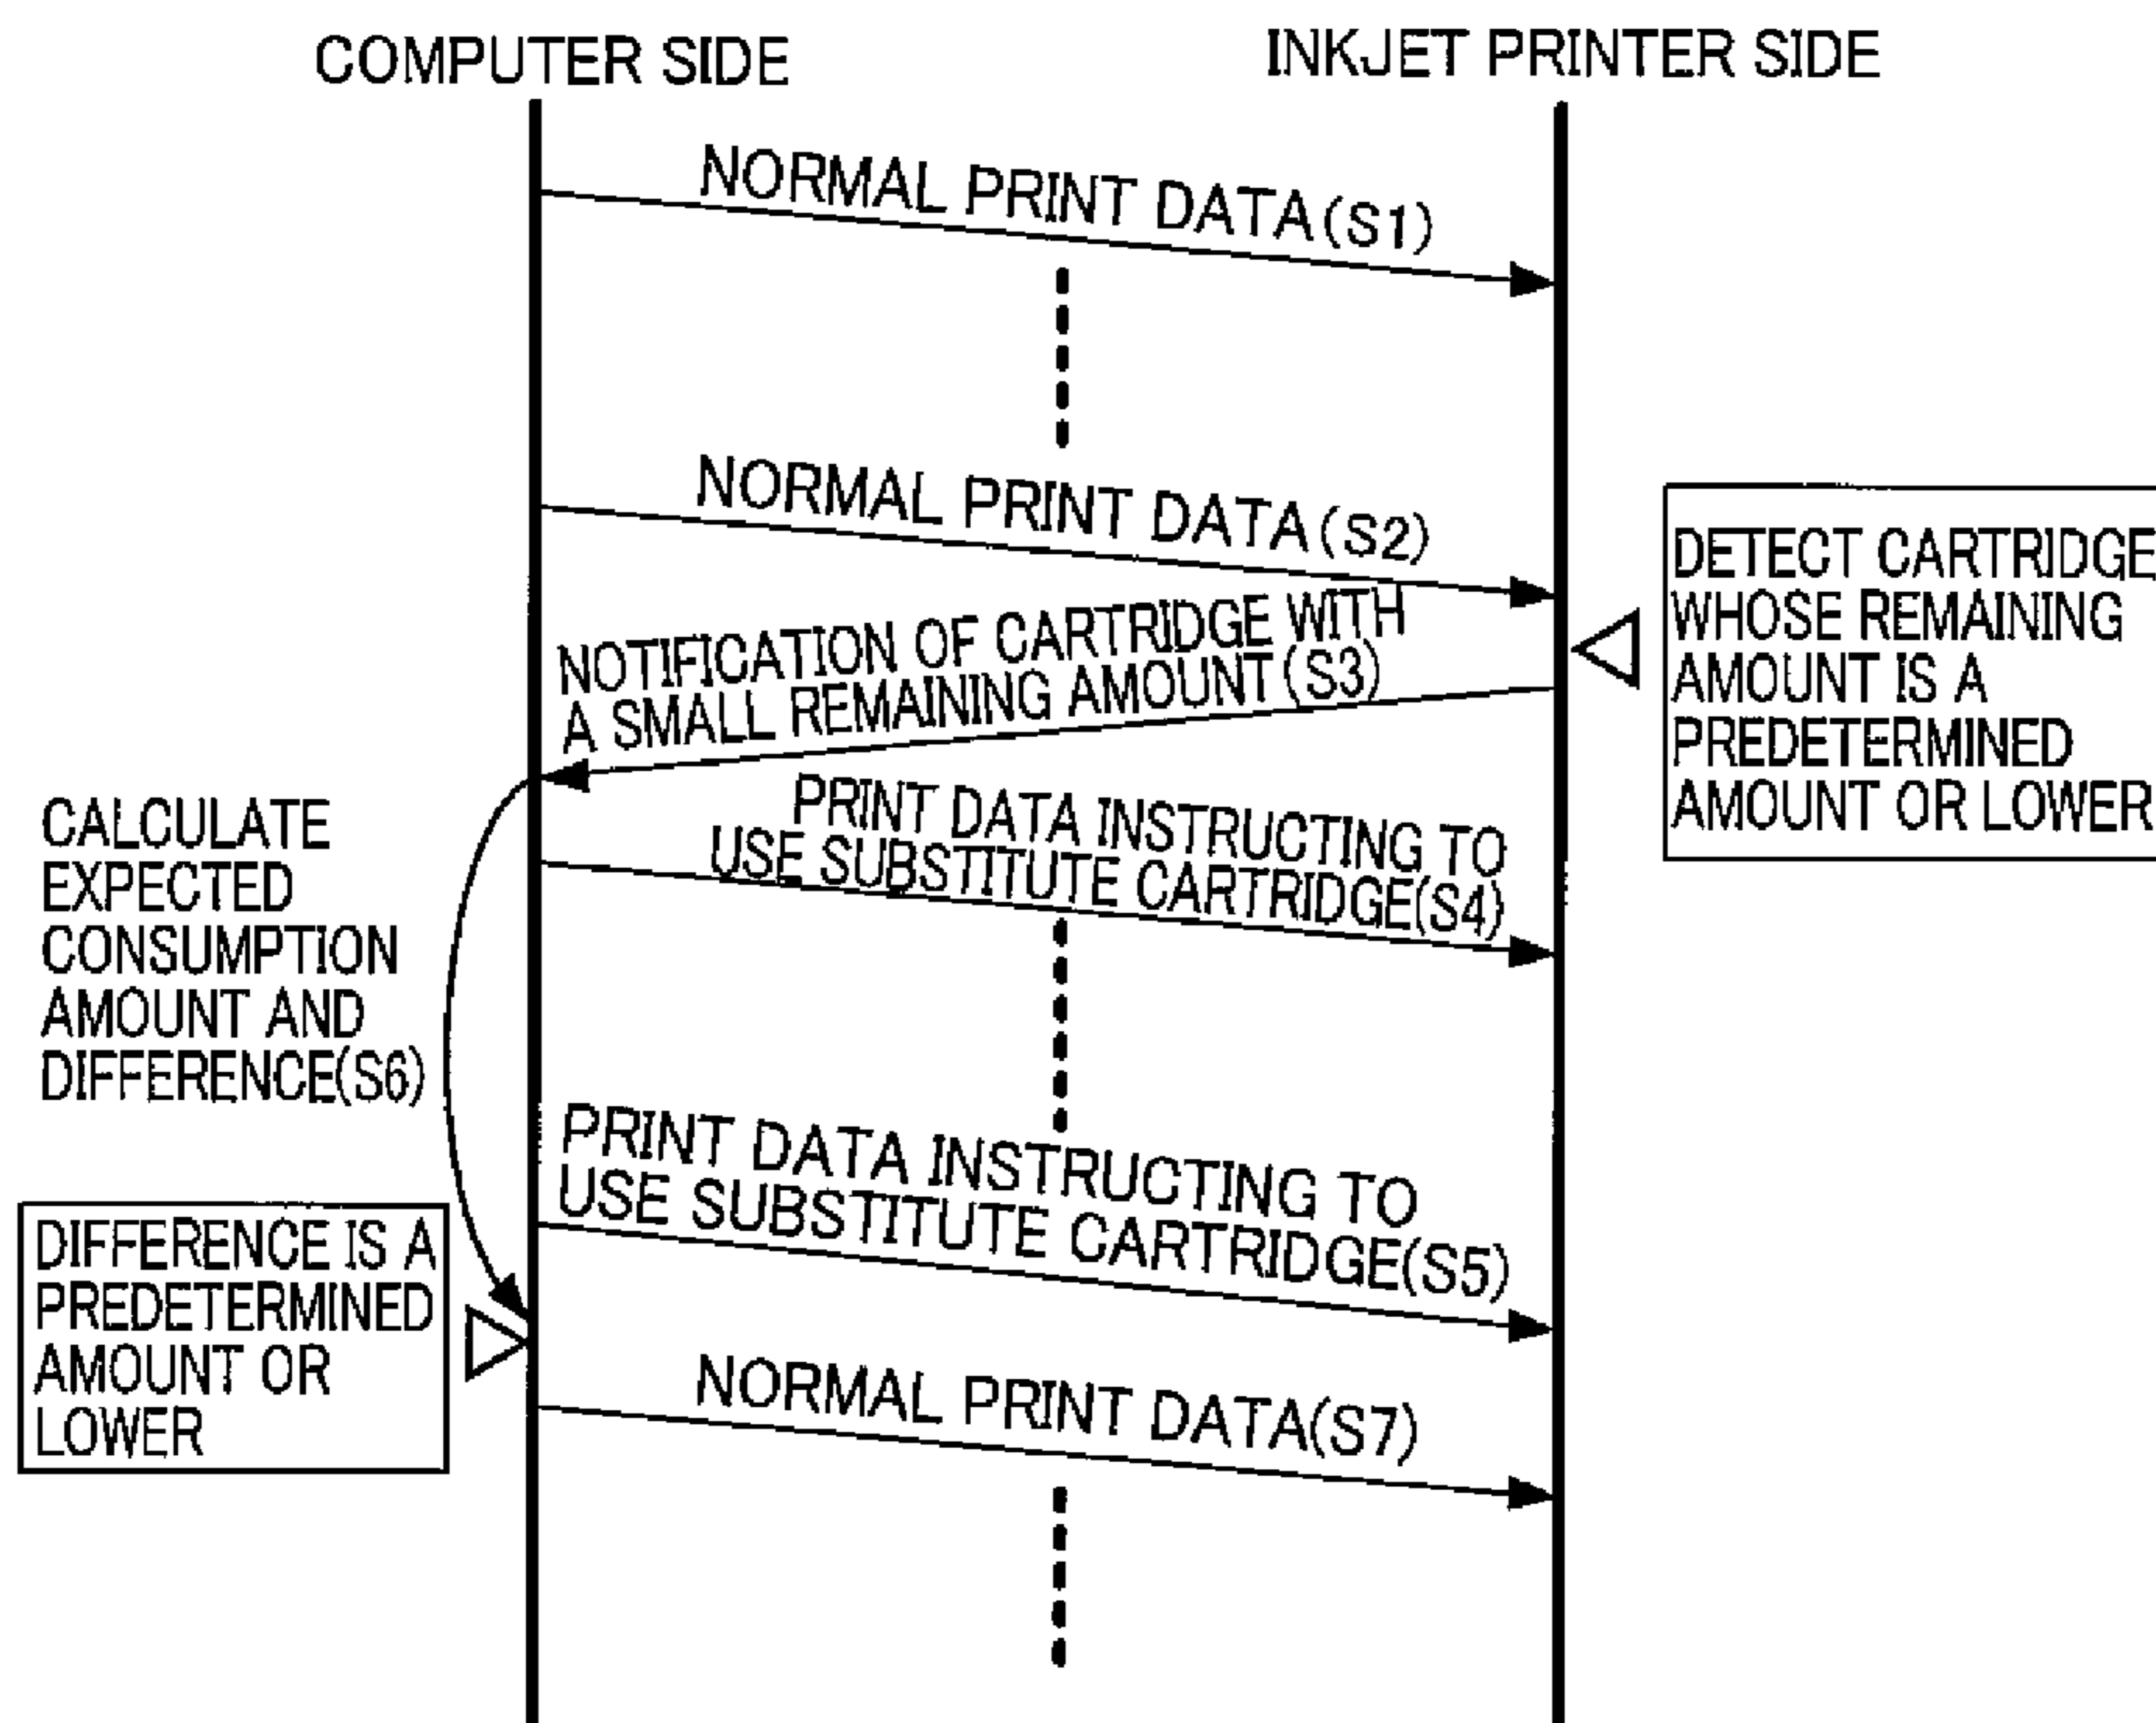 COMPUTER SIDE
INKJET PRINTER SIDE
NORMAL PRINT DATA(S1)
NORMAL PRINT DATA(S2)
DETECT CARTRIDGE
WHOSE REMAINING
AMOUNT IS A
PREDETERMINED
AMOUNT OR LOWER
NOTIFICATION OF CARTRIDGE WITH
A SMALL REMAINING AMOUNT(S3)
PRINT DATA INSTRUCTING TO
USE SUBSTITUTE CARTRIDGE(S4)
CALCULATE
EXPECTED
CONSUMPTION
AMOUNT AND
DIFFERENCE(S6)
PRINT DATA INSTRUCTING TO
USE SUBSTITUTE CARTRIDGE(S5)
DIFFERENCE IS A
PREDETERMINED
AMOUNT OR
LOWER
NORMAL PRINT DATA(S7)